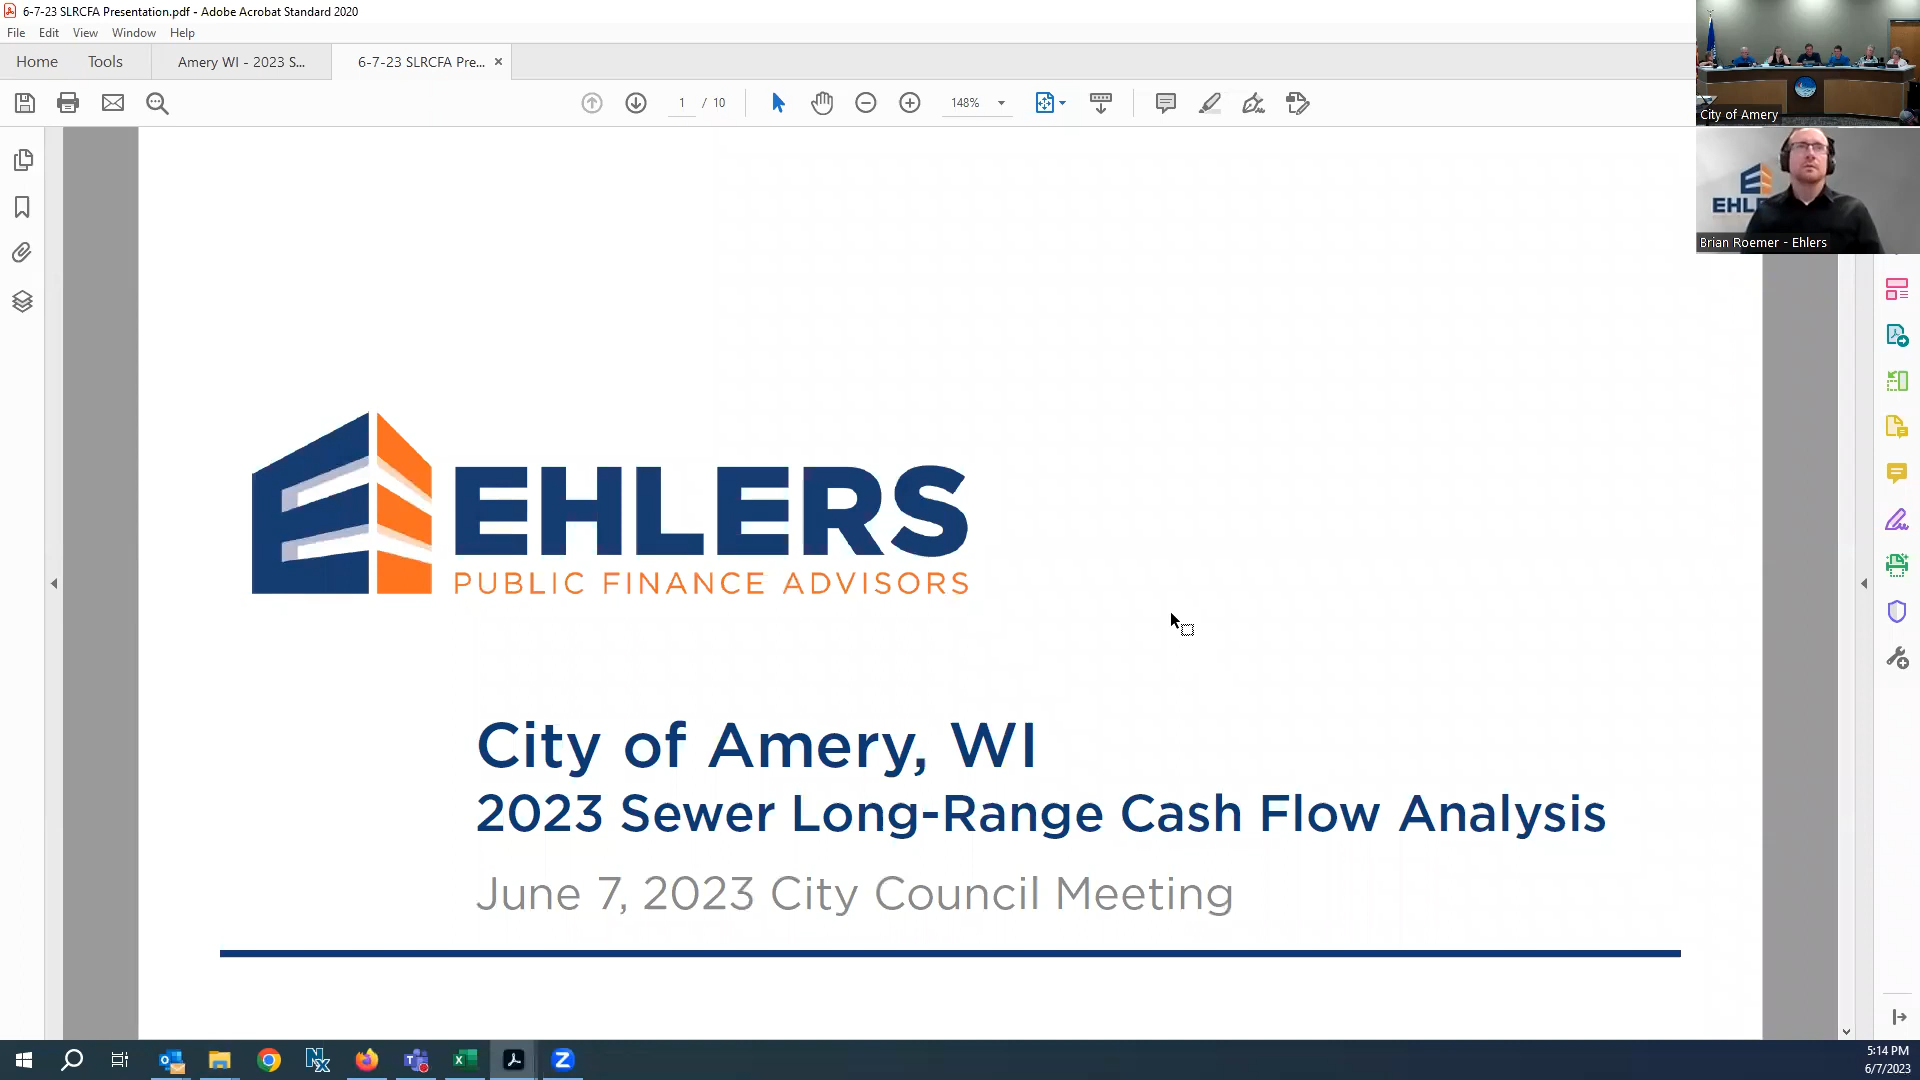 6-7-23 SLRCFA Presentation.pdf - Adobe Acrobat Standard 2020
File Edit View Window Help
Home Tools Amery WI - 2023 S... 6-7-23 SLRCFA Pre... ×
1 / 10 148%
City of Amery
EHLE
Brian Roemer - Ehlers
EHLERS
PUBLIC FINANCE ADVISORS
City of Amery, WI
2023 Sewer Long-Range Cash Flow Analysis
June 7, 2023 City Council Meeting
5:14 PM
6/7/2023